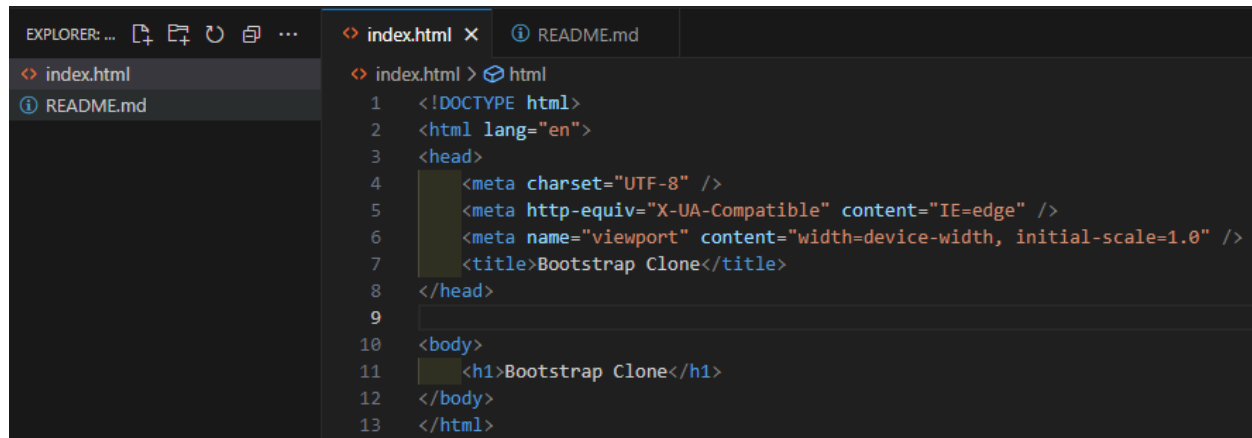 EXPLORER: ...
index.html
README.md
index.html
README.md
index.html > html
1 <!DOCTYPE html>
2 <html lang="en">
3 <head>
4     <meta charset="UTF-8" />
5     <meta http-equiv="X-UA-Compatible" content="IE=edge" />
6     <meta name="viewport" content="width=device-width, initial-scale=1.0" />
7     <title>Bootstrap Clone</title>
8 </head>
9
10 <body>
11     <h1>Bootstrap Clone</h1>
12 </body>
13 </html>